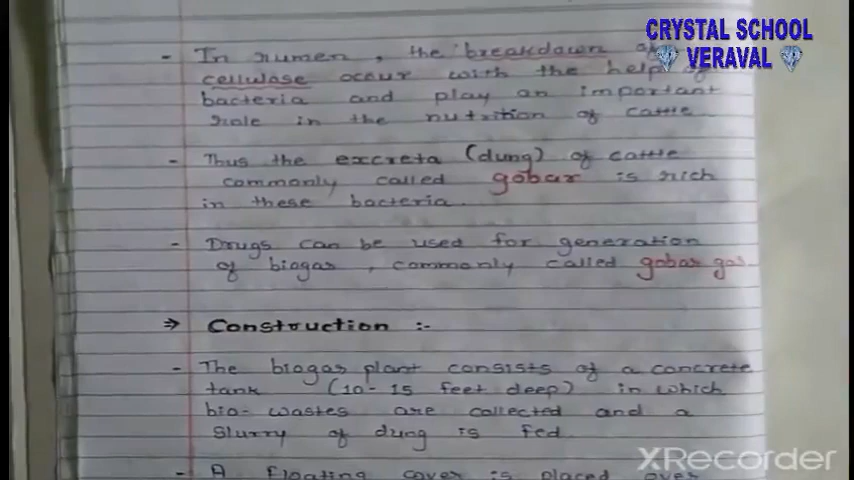 CRYSTAL SCHOOL
VERAVAL
- In rumen, the breakdown of
cellulase occur with the help of
bacteria and play an important
role in the nutrition of cattle
- Thus the excreta (dung) of cattle
commonly called gobar is rich
in these bacteria.
- Drugs can be used for generation
of biogas, commonly called gobar gas
⇒ Construction :-
- The biogas plant consists of a concrete
tank (10-15 feet deep) in which
bio-wastes are collected and a
slurry of dung is fed
- A floating cover is placed over
XRecorder